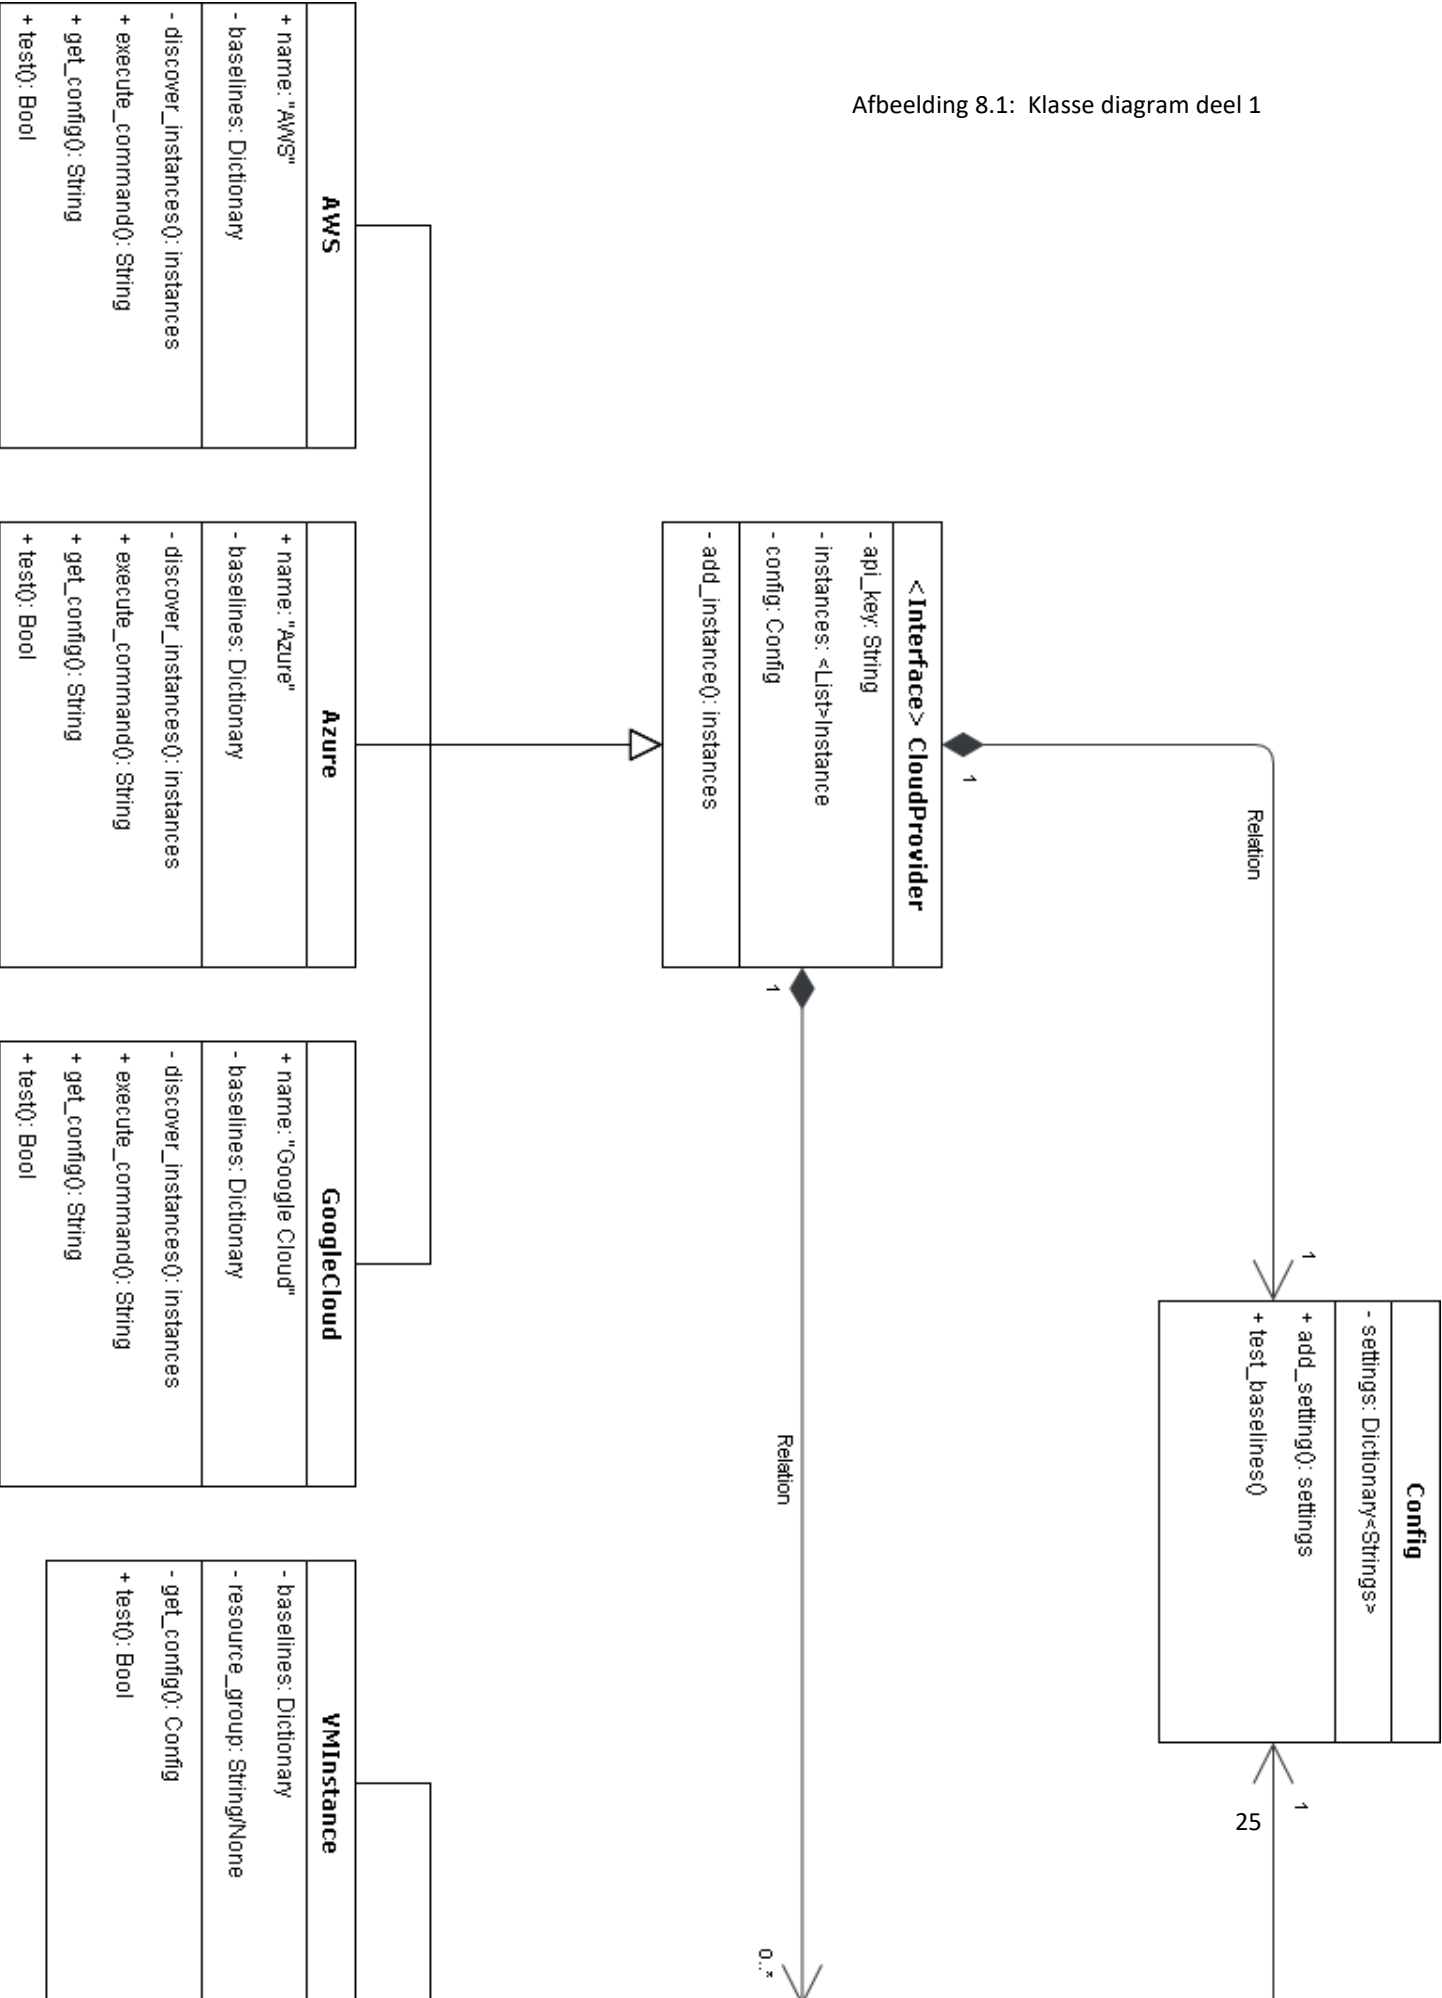 Afbeelding 8.1: Klasse diagram deel 1
Config
- settings: Dictionary<Strings>
+ add_setting(): settings
+ test_baselines()
1
1
Relation
1
<Interface> CloudProvider
- api_key: String
- instances: <List>Instance
- config: Config
- add_instance(): instances
1
Relation
0..*
AWS
+ name: "AWS"
- baselines: Dictionary
- discover_instances(): instances
+ execute_command(): String
+ get_config(): String
+ test(): Bool
Azure
+ name: "Azure"
- baselines: Dictionary
- discover_instances(): instances
+ execute_command(): String
+ get_config(): String
+ test(): Bool
GoogleCloud
+ name: "Google Cloud"
- baselines: Dictionary
- discover_instances(): instances
+ execute_command(): String
+ get_config(): String
+ test(): Bool
VMInstance
- baselines: Dictionary
- resource_group: String/None
- get_config(): Config
+ test(): Bool
25